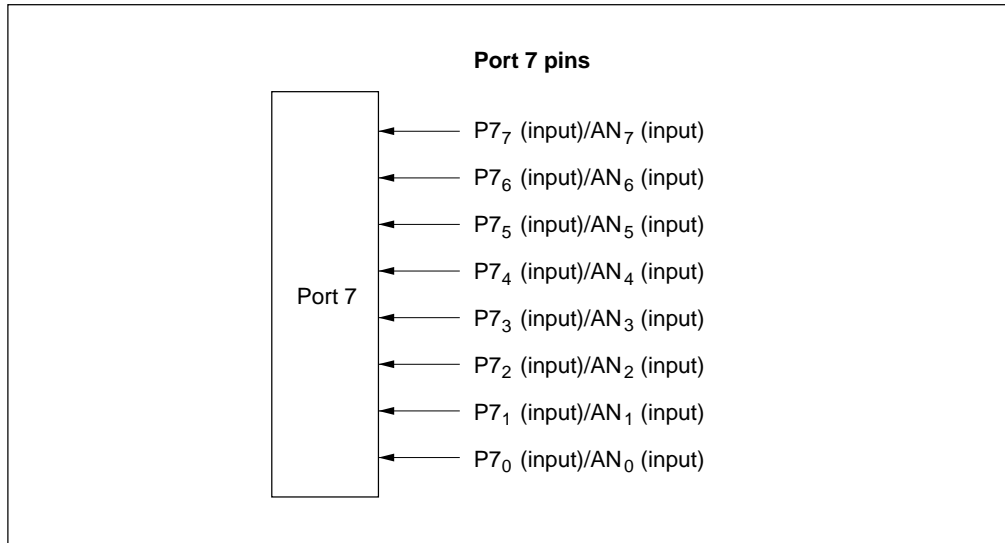 Port 7 pins
P7₇ (input)/AN₇ (input)
P7₆ (input)/AN₆ (input)
P7₅ (input)/AN₅ (input)
P7₄ (input)/AN₄ (input)
Port 7
P7₃ (input)/AN₃ (input)
P7₂ (input)/AN₂ (input)
P7₁ (input)/AN₁ (input)
P7₀ (input)/AN₀ (input)